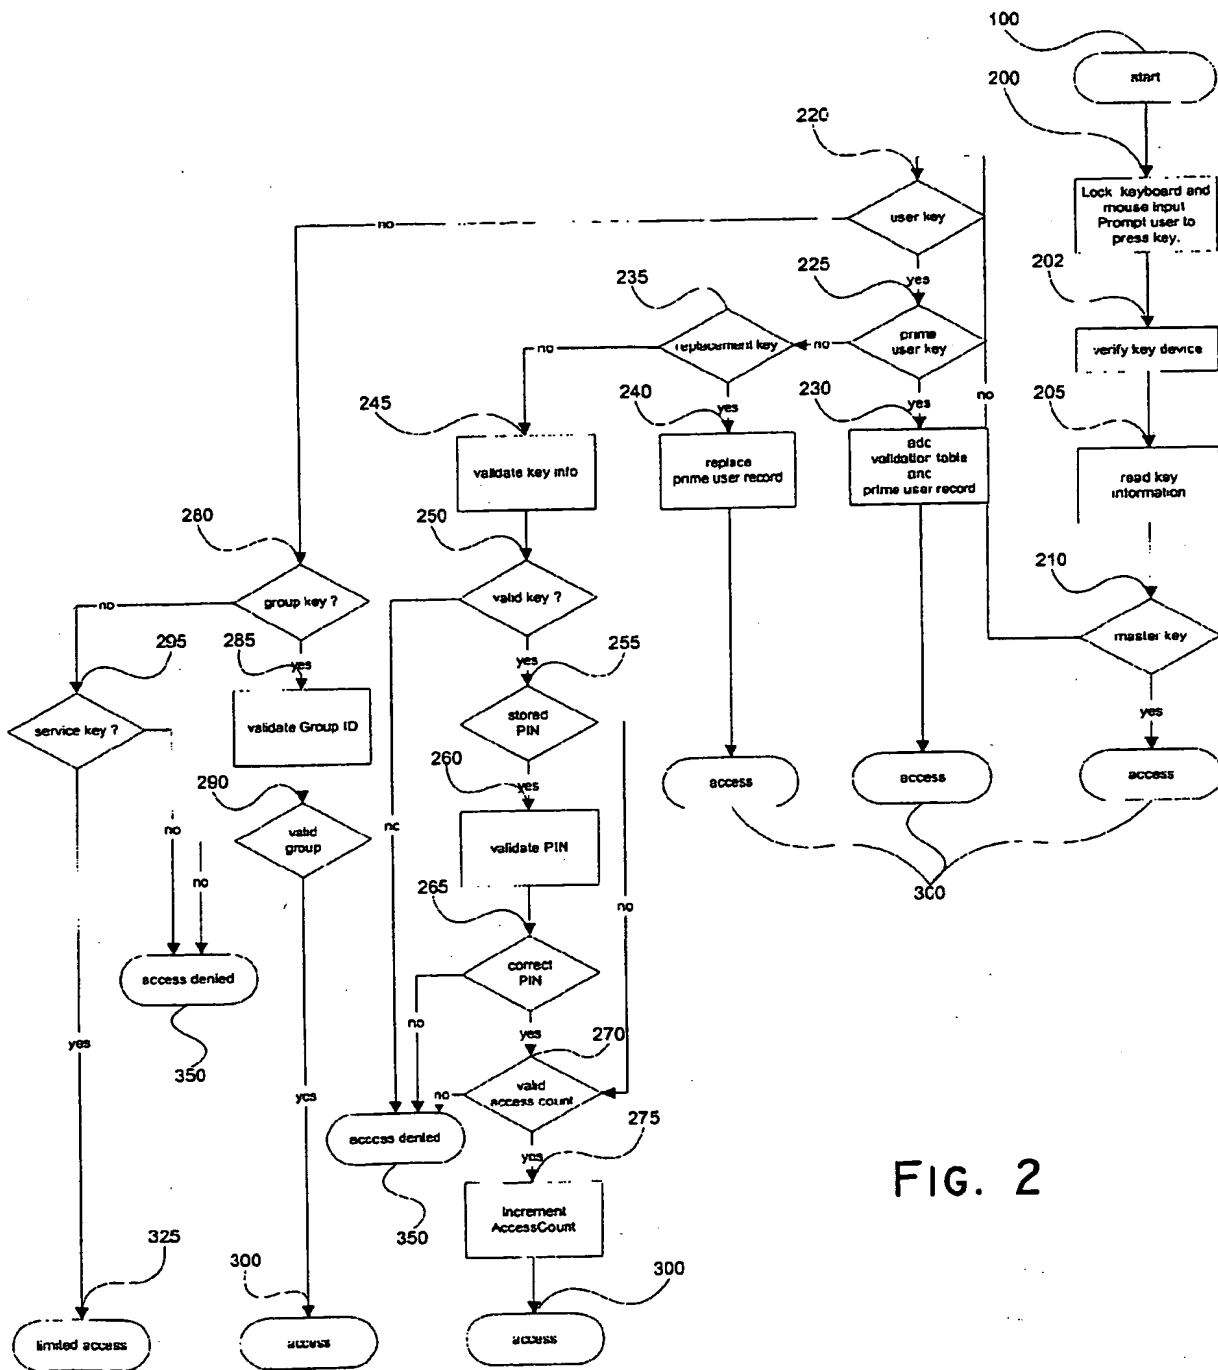 100
start
200
220
Lock keyboard and
mouse input
Prompt user to
press key.
user key
no
202
yes
225
235
prime
user key
replacement key
no
no
verify key device
205
no
230
yes
240
yes
245
adc
validation table
and
prime user record
replace
prime user record
validate key info
read key
information
280
250
210
group key ?
no
valid key ?
master key
295
285
yes
yes
255
yes
service key ?
validate Group ID
stored
PIN
260
yes
290
access
access
access
no
no
valid
group
validate PIN
no
300
265
no
access denied
correct
PIN
yes
350
no
yes
270
yes
valid
access count
no
access denied
275
yes
350
Increment
AccessCount
FIG. 2
325
300
300
limited access
access
access